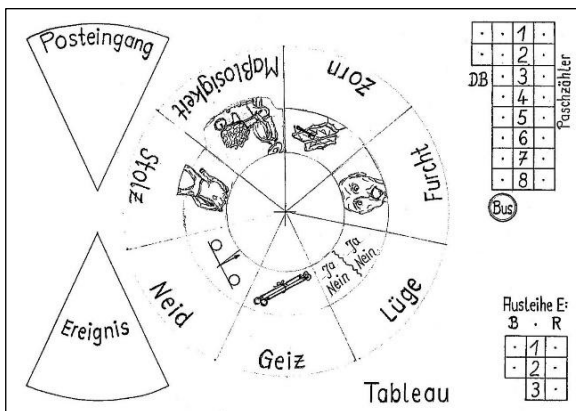 Posteingang
Ereignis
Maßlosigkeit
Zorn
Furcht
Lüge
Ja
Nein
Ja
Nein
Geiz
Neid
Stolz
Tableau
1
2
DB 3
4
5
6
7
8
Paschzähler
Bus
Ausleihe E:
B . R
1
2
3